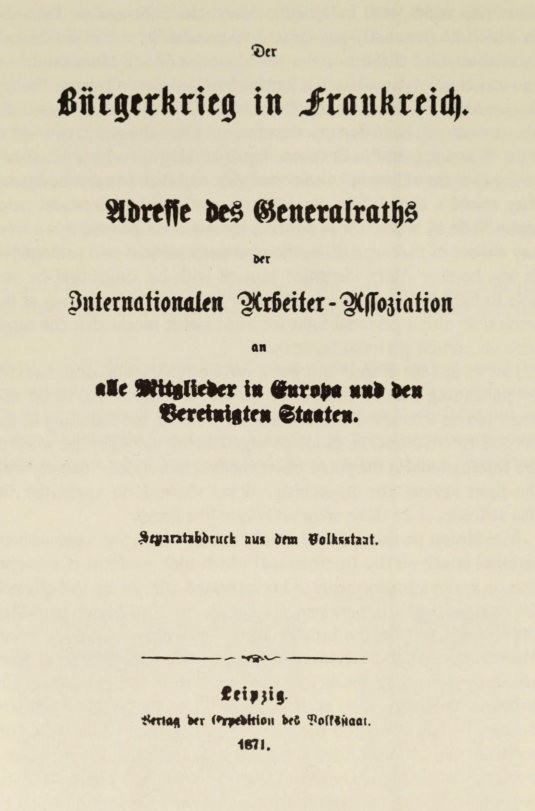 Der
Bürgerkrieg in Frankreich.
Adresse des Generalraths
der
Internationalen Arbeiter-Assoziation
an
alle Mitglieder in Europa und den
Vereinigten Staaten.
Separatabdruck aus dem Volksstaat.
Leipzig.
Verlag der Expedition des Volksstaat.
1871.